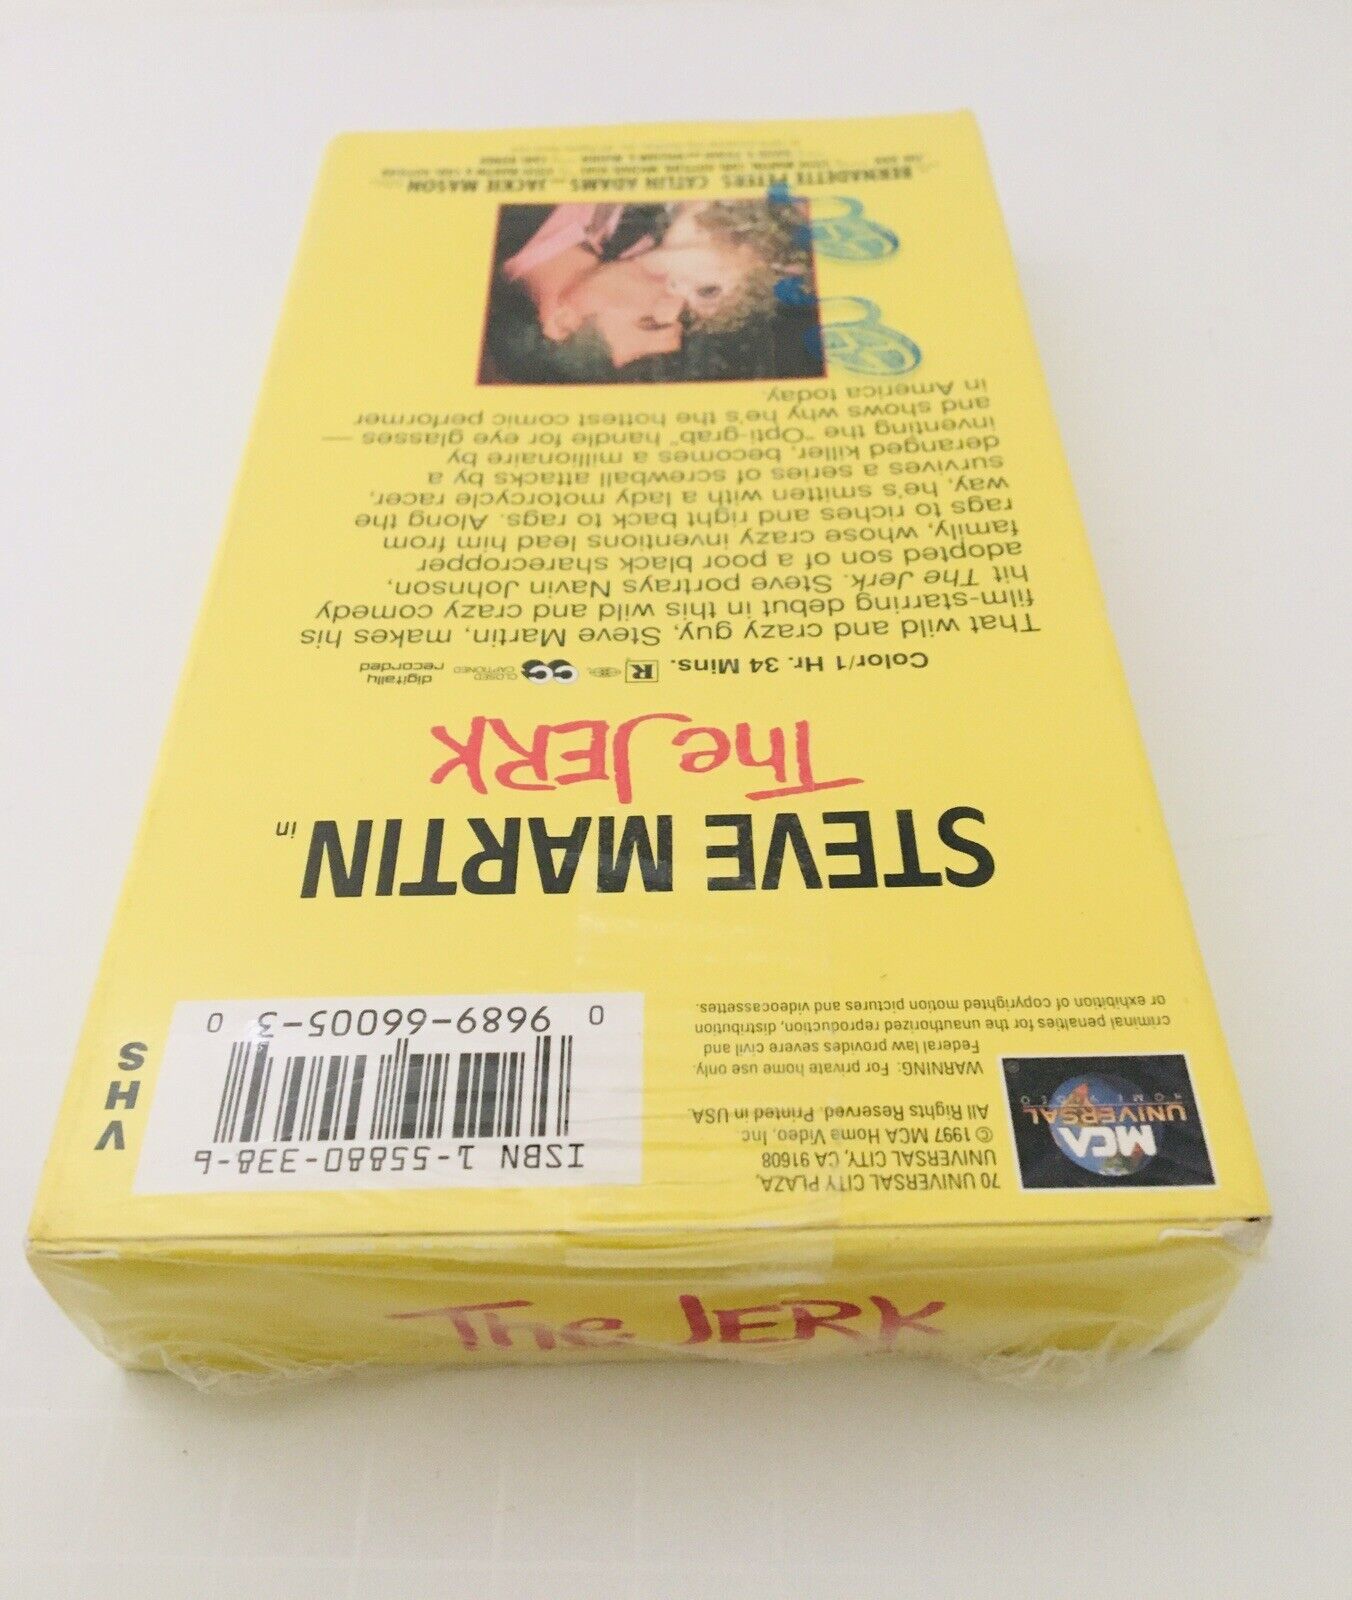 The JERK
70 UNIVERSAL CITY PLAZA,
UNIVERSAL CITY, CA 91608
© 1997 MCA Home Video, Inc.
All Rights Reserved. Printed in USA.
MCA
UNIVERSAL
HOME VIDEO
WARNING: For private home use only.
Federal law provides severe civil and
criminal penalties for the unauthorized reproduction, distribution
or exhibition of copyrighted motion pictures and videocassettes.
ISBN 1-55880-338-6
0 9689-66005-3 0
VHS
STEVE MARTIN in
The JERK
Color/1 Hr. 34 Mins. R CC CLOSED CAPTIONED digitally recorded
That wild and crazy guy, Steve Martin, makes his
film-starring debut in this wild and crazy comedy
hit The Jerk. Steve portrays Navin Johnson,
adopted son of a poor black sharecropper
family, whose crazy inventions lead him from
rags to riches and right back to rags. Along the
way, he's smitten with a lady motorcycle racer,
survives a series of screwball attacks by a
deranged killer, becomes a millionaire by
inventing the "Opti-grab" handle for eye glasses —
and shows why he's the hottest comic performer
in America today.
BERNADETTE PETERS, CATLIN ADAMS JACKIE MASON